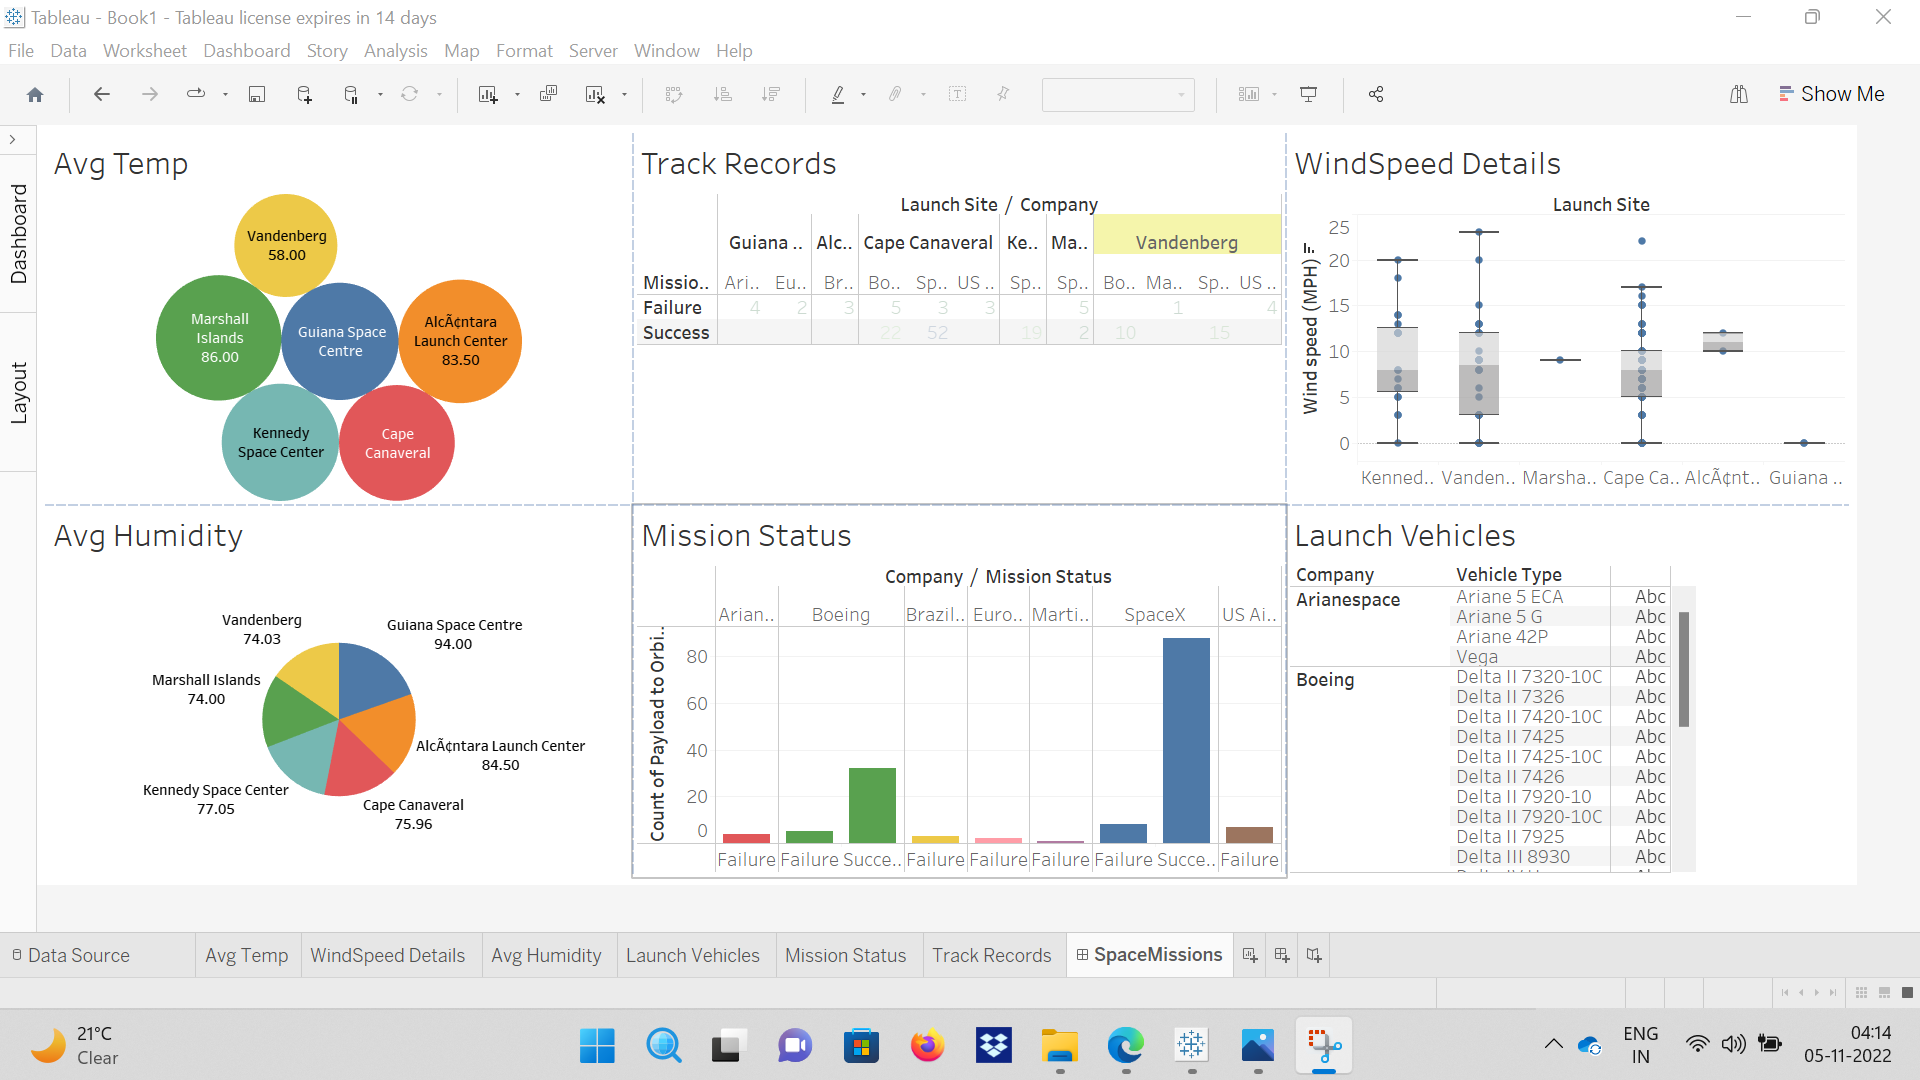 Tableau - Book1 - Tableau license expires in 14 days
File Data Worksheet Dashboard Story Analysis Map Format Server Window Help
Show Me
Dashboard
Layout
Avg Temp
Vandenberg
58.00
Marshall
Islands
86.00
Guiana Space
Centre
AlcÃ¢ntara
Launch Center
83.50
Kennedy
Space Center
Cape
Canaveral
Track Records
Launch Site / Company
Guiana .. Alc.. Cape Canaveral Ke.. Ma.. Vandenberg
Missio.. Ari.. Eu.. Br.. Bo.. Sp.. US .. Sp.. Sp.. Bo.. Ma.. Sp.. US ..
Failure 4 2 3 5 3 3 5 1 4
Success 22 52 19 2 10 15
WindSpeed Details
Launch Site
Wind speed (MPH)
25
20
15
10
5
0
Kenned.. Vanden.. Marsha.. Cape Ca.. AlcÃ¢nt.. Guiana ..
Avg Humidity
Vandenberg
74.03
Guiana Space Centre
94.00
Marshall Islands
74.00
AlcÃ¢ntara Launch Center
84.50
Kennedy Space Center
77.05
Cape Canaveral
75.96
Mission Status
Company / Mission Status
Arian.. Boeing Brazil.. Euro.. Marti.. SpaceX US Ai..
Count of Payload to Orbi..
80
60
40
20
0
Failure Failure Succe.. Failure Failure Failure Failure Succe.. Failure
Launch Vehicles
Company Vehicle Type
Arianespace Ariane 5 ECA Abc
Ariane 5 G Abc
Ariane 42P Abc
Vega Abc
Boeing Delta II 7320-10C Abc
Delta II 7326 Abc
Delta II 7420-10C Abc
Delta II 7425 Abc
Delta II 7425-10C Abc
Delta II 7426 Abc
Delta II 7920-10 Abc
Delta II 7920-10C Abc
Delta II 7925 Abc
Delta III 8930 Abc
Data Source Avg Temp WindSpeed Details Avg Humidity Launch Vehicles Mission Status Track Records SpaceMissions
21°C
Clear
ENG
IN
04:14
05-11-2022